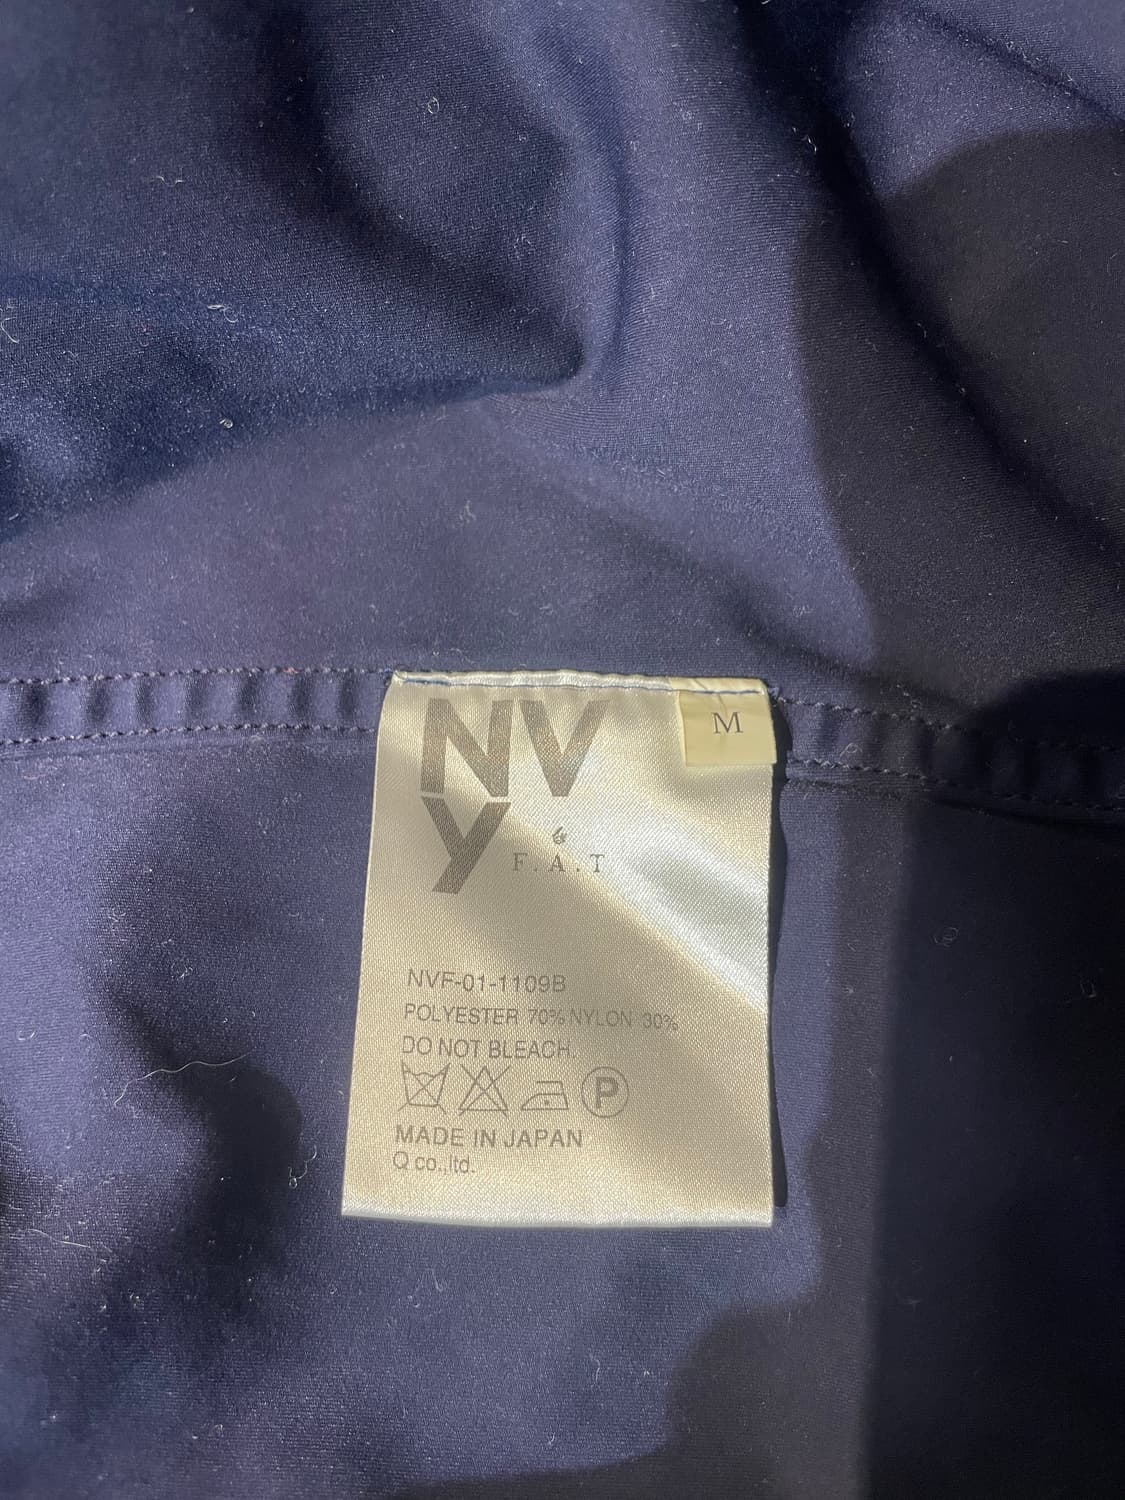 NV
Y
&
F.A.T
M
NVF-01-1109B
POLYESTER 70% NYLON 30%
DO NOT BLEACH
P
MADE IN JAPAN
Q co.,ltd.